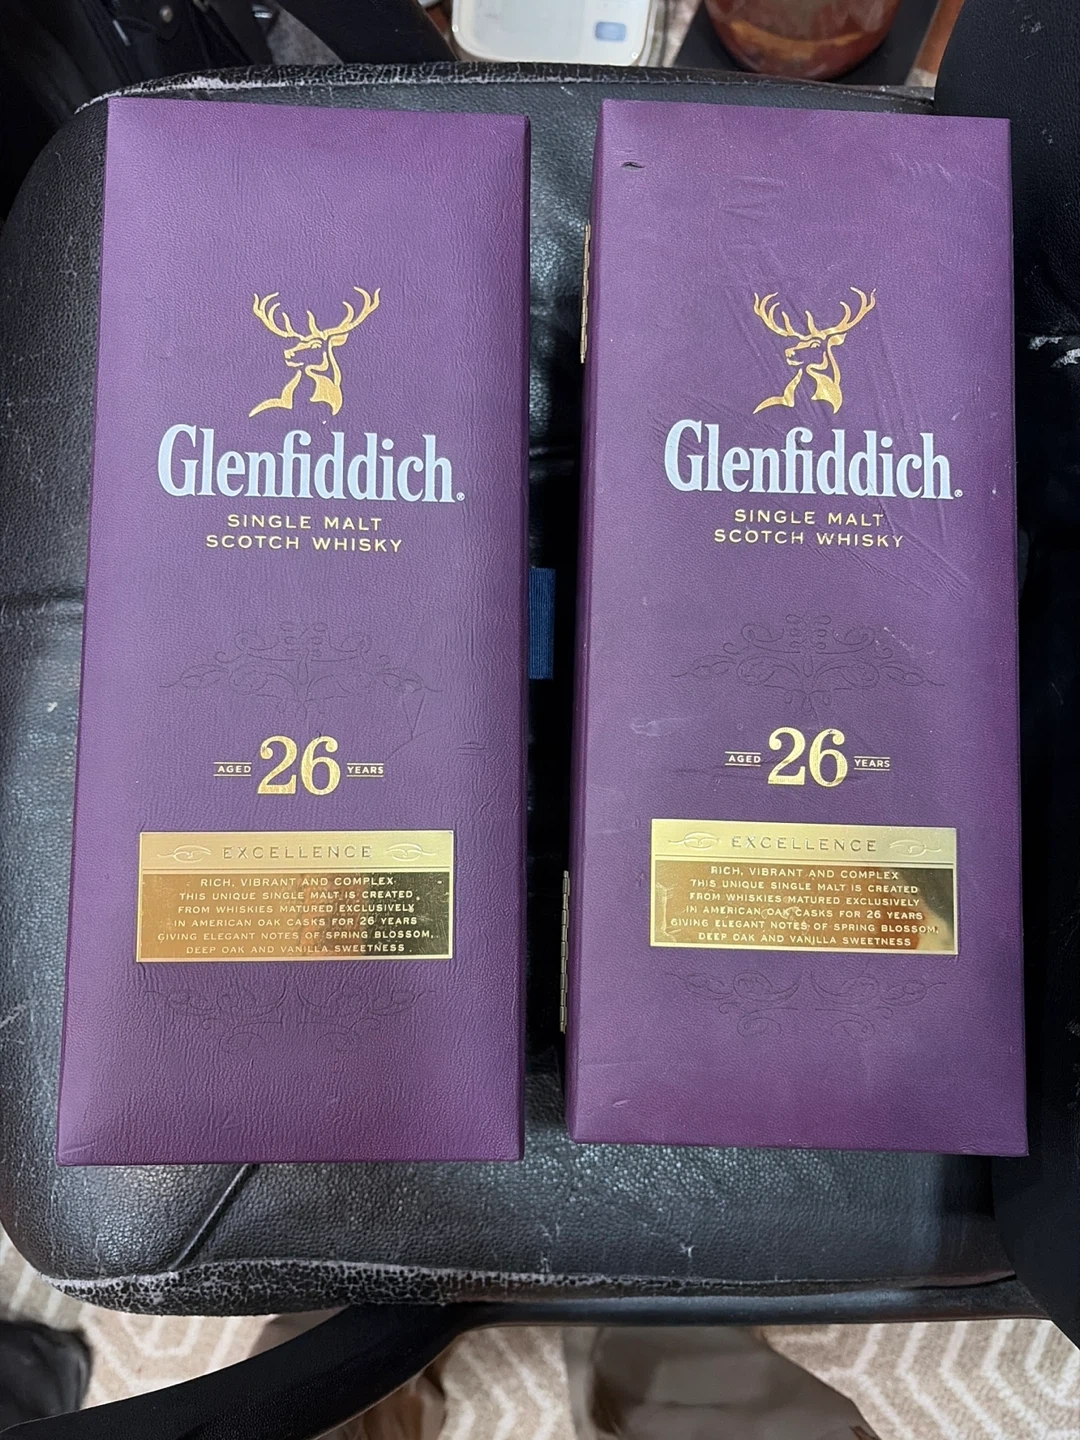 Glenfiddich®
SINGLE MALT
SCOTCH WHISKY
AGED 26 YEARS
EXCELLENCE
RICH, VIBRANT AND COMPLEX
THIS UNIQUE SINGLE MALT IS CREATED
FROM WHISKIES MATURED EXCLUSIVELY
IN AMERICAN OAK CASKS FOR 26 YEARS
GIVING ELEGANT NOTES OF SPRING BLOSSOM,
DEEP OAK AND VANILLA SWEETNESS
Glenfiddich®
SINGLE MALT
SCOTCH WHISKY
AGED 26 YEARS
EXCELLENCE
RICH, VIBRANT AND COMPLEX
THIS UNIQUE SINGLE MALT IS CREATED
FROM WHISKIES MATURED EXCLUSIVELY
IN AMERICAN OAK CASKS FOR 26 YEARS
GIVING ELEGANT NOTES OF SPRING BLOSSOM,
DEEP OAK AND VANILLA SWEETNESS